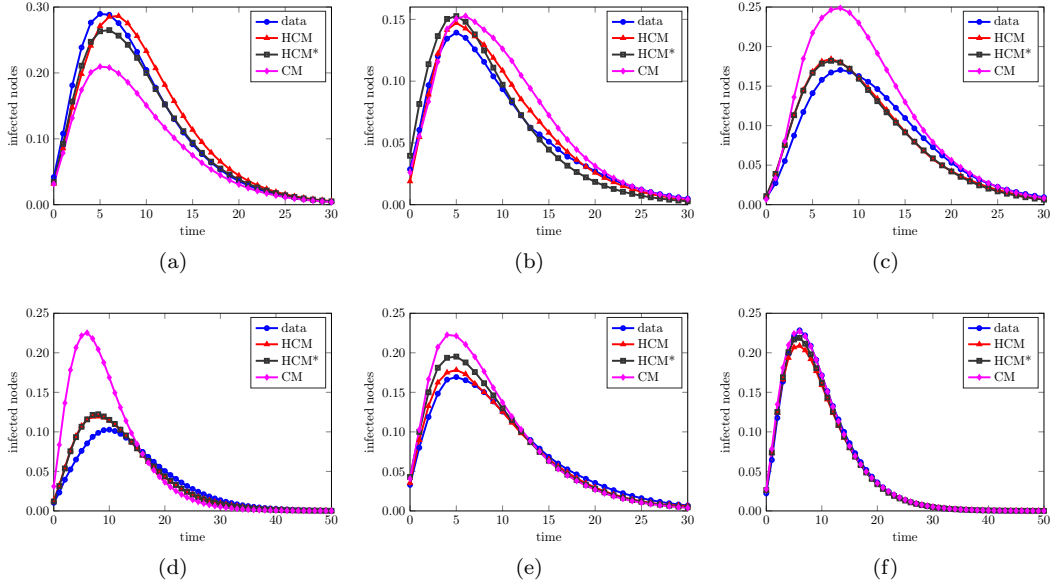 0.30
0.20
0.10
0.00
infected nodes
0 5 10 15 20 25 30
time
data
HCM
HCM*
CM
(a)
0.15
0.10
0.05
0.00
infected nodes
0 5 10 15 20 25 30
time
data
HCM
HCM*
CM
(b)
0.25
0.20
0.15
0.10
0.05
0.00
infected nodes
0 5 10 15 20 25 30
time
data
HCM
HCM*
CM
(c)
0.25
0.20
0.15
0.10
0.05
0.00
infected nodes
0 10 20 30 40 50
time
data
HCM
HCM*
CM
(d)
0.25
0.20
0.15
0.10
0.05
0.00
infected nodes
0 5 10 15 20 25 30
time
data
HCM
HCM*
CM
(e)
0.25
0.20
0.15
0.10
0.05
0.00
infected nodes
0 10 20 30 40 50
time
data
HCM
HCM*
CM
(f)